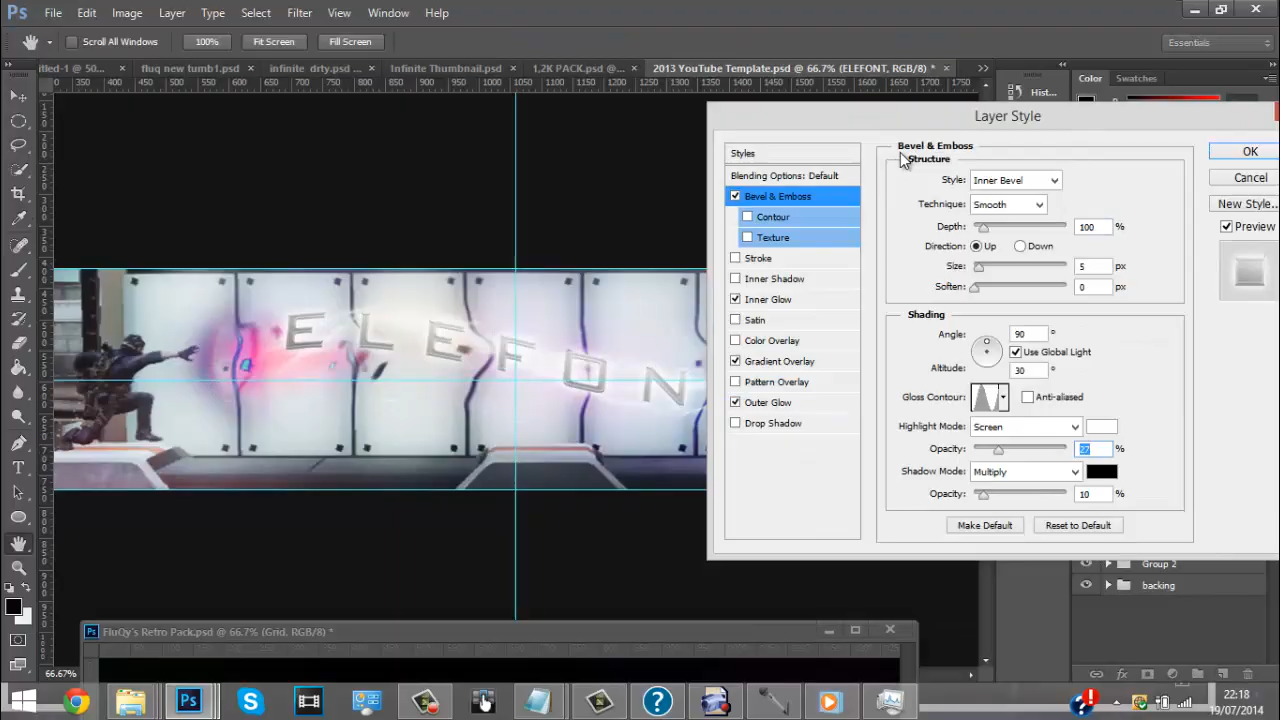 Ps File Edit Image Layer Type Select Filter View Window Help
Scroll All Windows 100% Fit Screen Fill Screen Essentials
fluq new tumb1.psd infinite drty.psd ... Infinite Thumbnail.psd 1,2K PACK.psd @... 2013 YouTube Template.psd @ 66.7% (ELEFONT, RGB/8) *
350 400 450 500 550 600 650 700 750 800 850 900 950 1000 1050 1100 1150 1200 1250 1300 1350 1400 1450 1500 1550 1600 1650 1700 1750
Hist... Color Swatches
Layer Style
Styles
Blending Options: Default
Bevel & Emboss
Contour
Texture
Stroke
Inner Shadow
Inner Glow
Satin
Color Overlay
Gradient Overlay
Pattern Overlay
Outer Glow
Drop Shadow
Bevel & Emboss
Structure
Style: Inner Bevel
Technique: Smooth
Depth: 100 %
Direction: Up Down
Size: 5 px
Soften: 0 px
Shading
Angle: 90 °
Use Global Light
Altitude: 30 °
Gloss Contour: Anti-aliased
Highlight Mode: Screen
Opacity: 27 %
Shadow Mode: Multiply
Opacity: 10 %
Make Default Reset to Default
OK
Cancel
New Style...
Preview
ELEFON
Group 2
backing
Ps FluQy's Retro Pack.psd @ 66.7% (Grid, RGB/8) *
66.67%
fx
22:18
19/07/2014